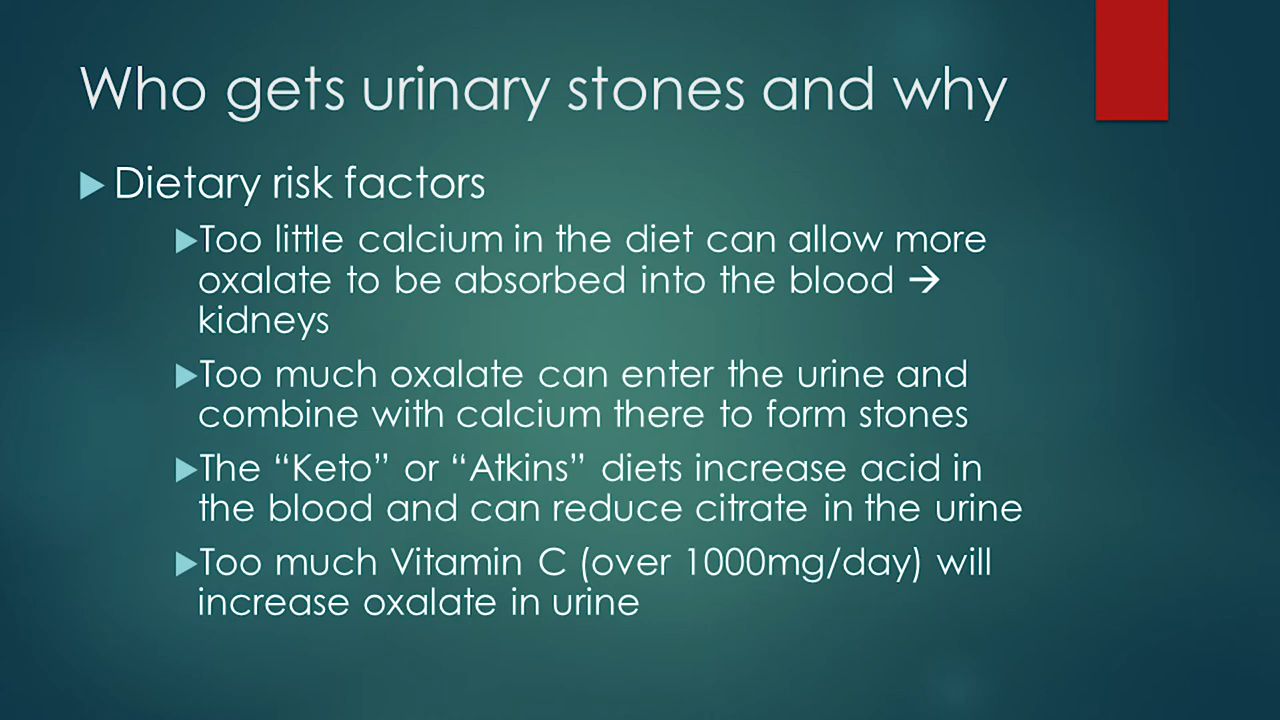 Who gets urinary stones and why
Dietary risk factors
Too little calcium in the diet can allow more
oxalate to be absorbed into the blood →
kidneys
Too much oxalate can enter the urine and
combine with calcium there to form stones
The “Keto” or “Atkins” diets increase acid in
the blood and can reduce citrate in the urine
Too much Vitamin C (over 1000mg/day) will
increase oxalate in urine